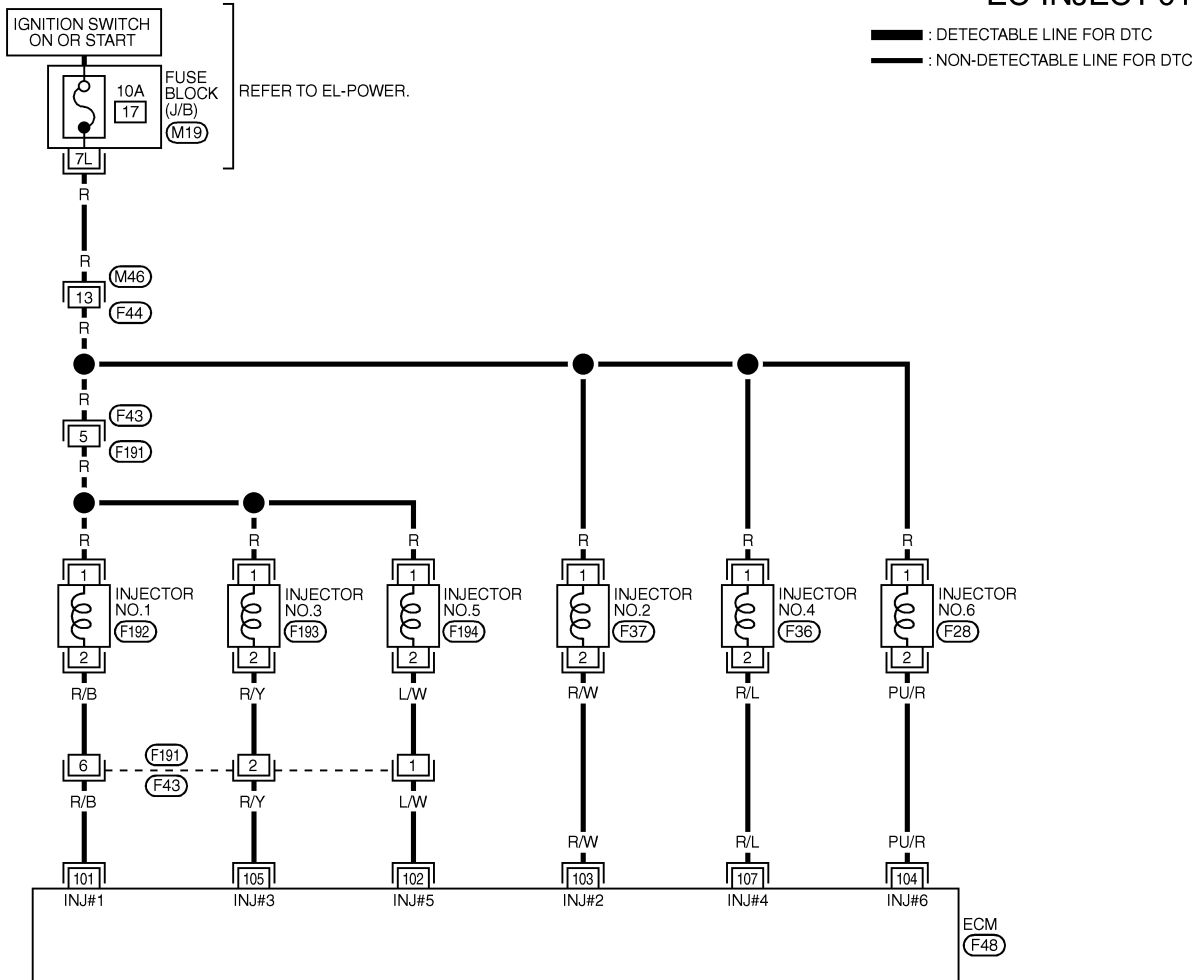 : DETECTABLE LINE FOR DTC
: NON-DETECTABLE LINE FOR DTC
IGNITION SWITCH
ON OR START
10A
17
FUSE
BLOCK
(J/B)
M19
REFER TO EL-POWER.
7L
R
R
M46
13
F44
R
R
F43
5
F191
R
R R R R R R
1 1 1 1 1 1
INJECTOR
NO.1
F192
INJECTOR
NO.3
F193
INJECTOR
NO.5
F194
INJECTOR
NO.2
F37
INJECTOR
NO.4
F36
INJECTOR
NO.6
F28
2 2 2 2 2 2
R/B R/Y L/W R/W R/L PU/R
F191
6 2 1
F43
R/B R/Y L/W
R/W R/L PU/R
101 105 102 103 107 104
INJ#1 INJ#3 INJ#5 INJ#2 INJ#4 INJ#6
ECM
F48